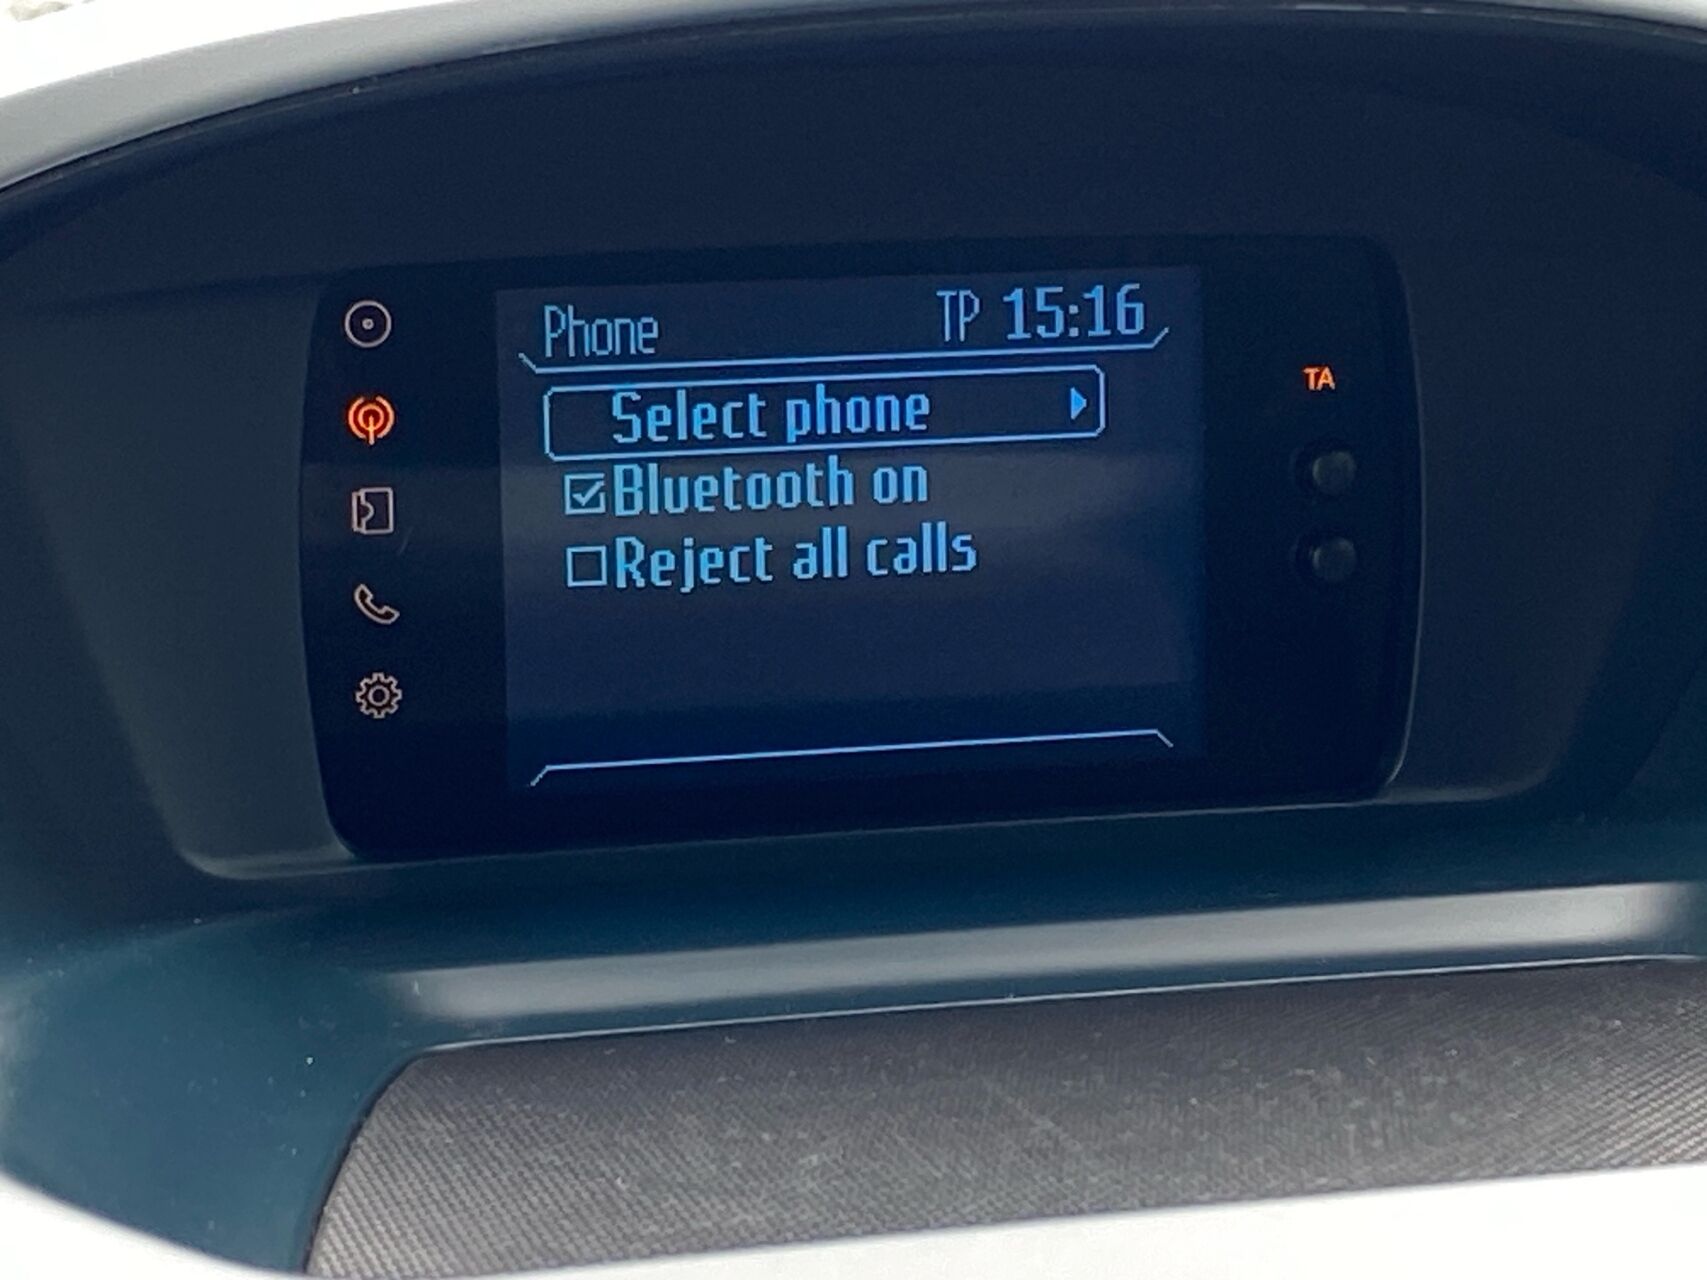 Phone TP 15:16
TA
Select phone
Bluetooth on
Reject all calls